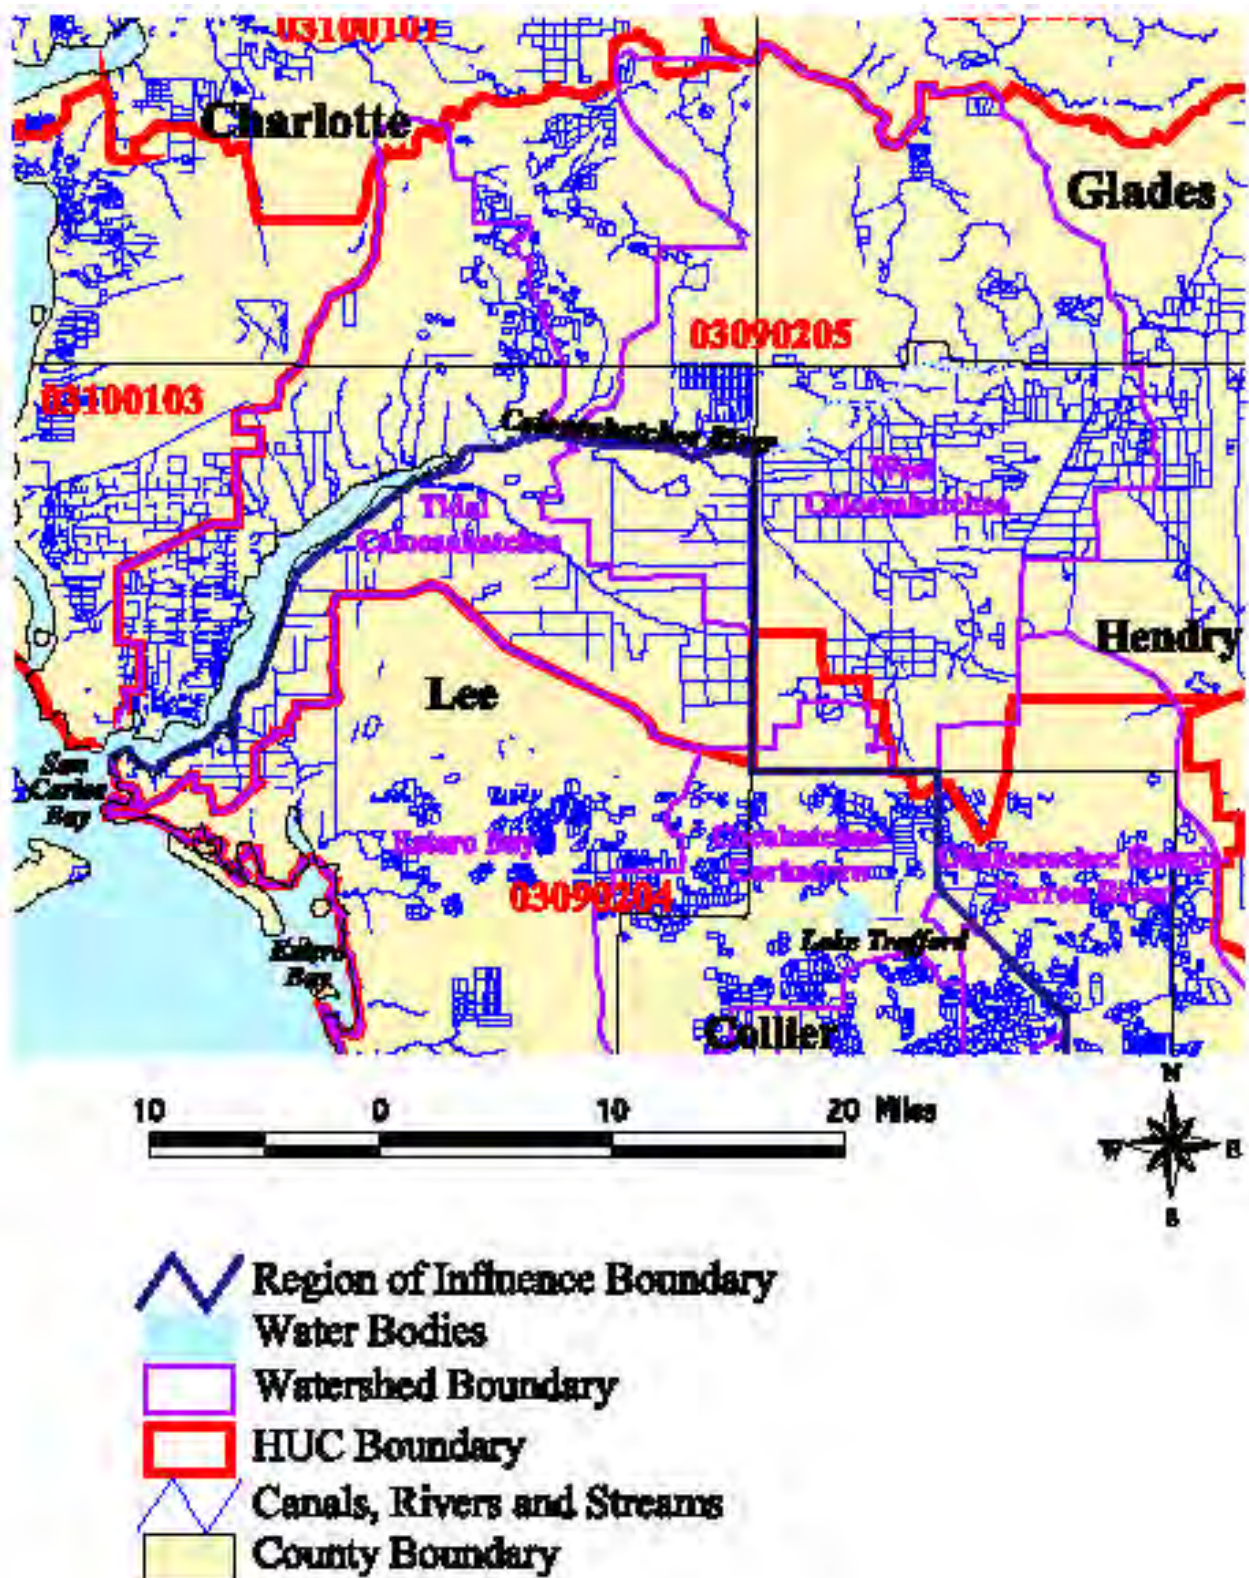 03100101
Charlotte
Glades
03090205
03100103
Caloosahatchee River
West
Caloosahatchee
Tidal
Caloosahatchee
Hendry
Lee
San
Carlos
Bay
Estero Bay
03090204
Lake Trafford
Estero
Bay
Collier
10 0 10 20 Miles
N
W E
S
Region of Influence Boundary
Water Bodies
Watershed Boundary
HUC Boundary
Canals, Rivers and Streams
County Boundary